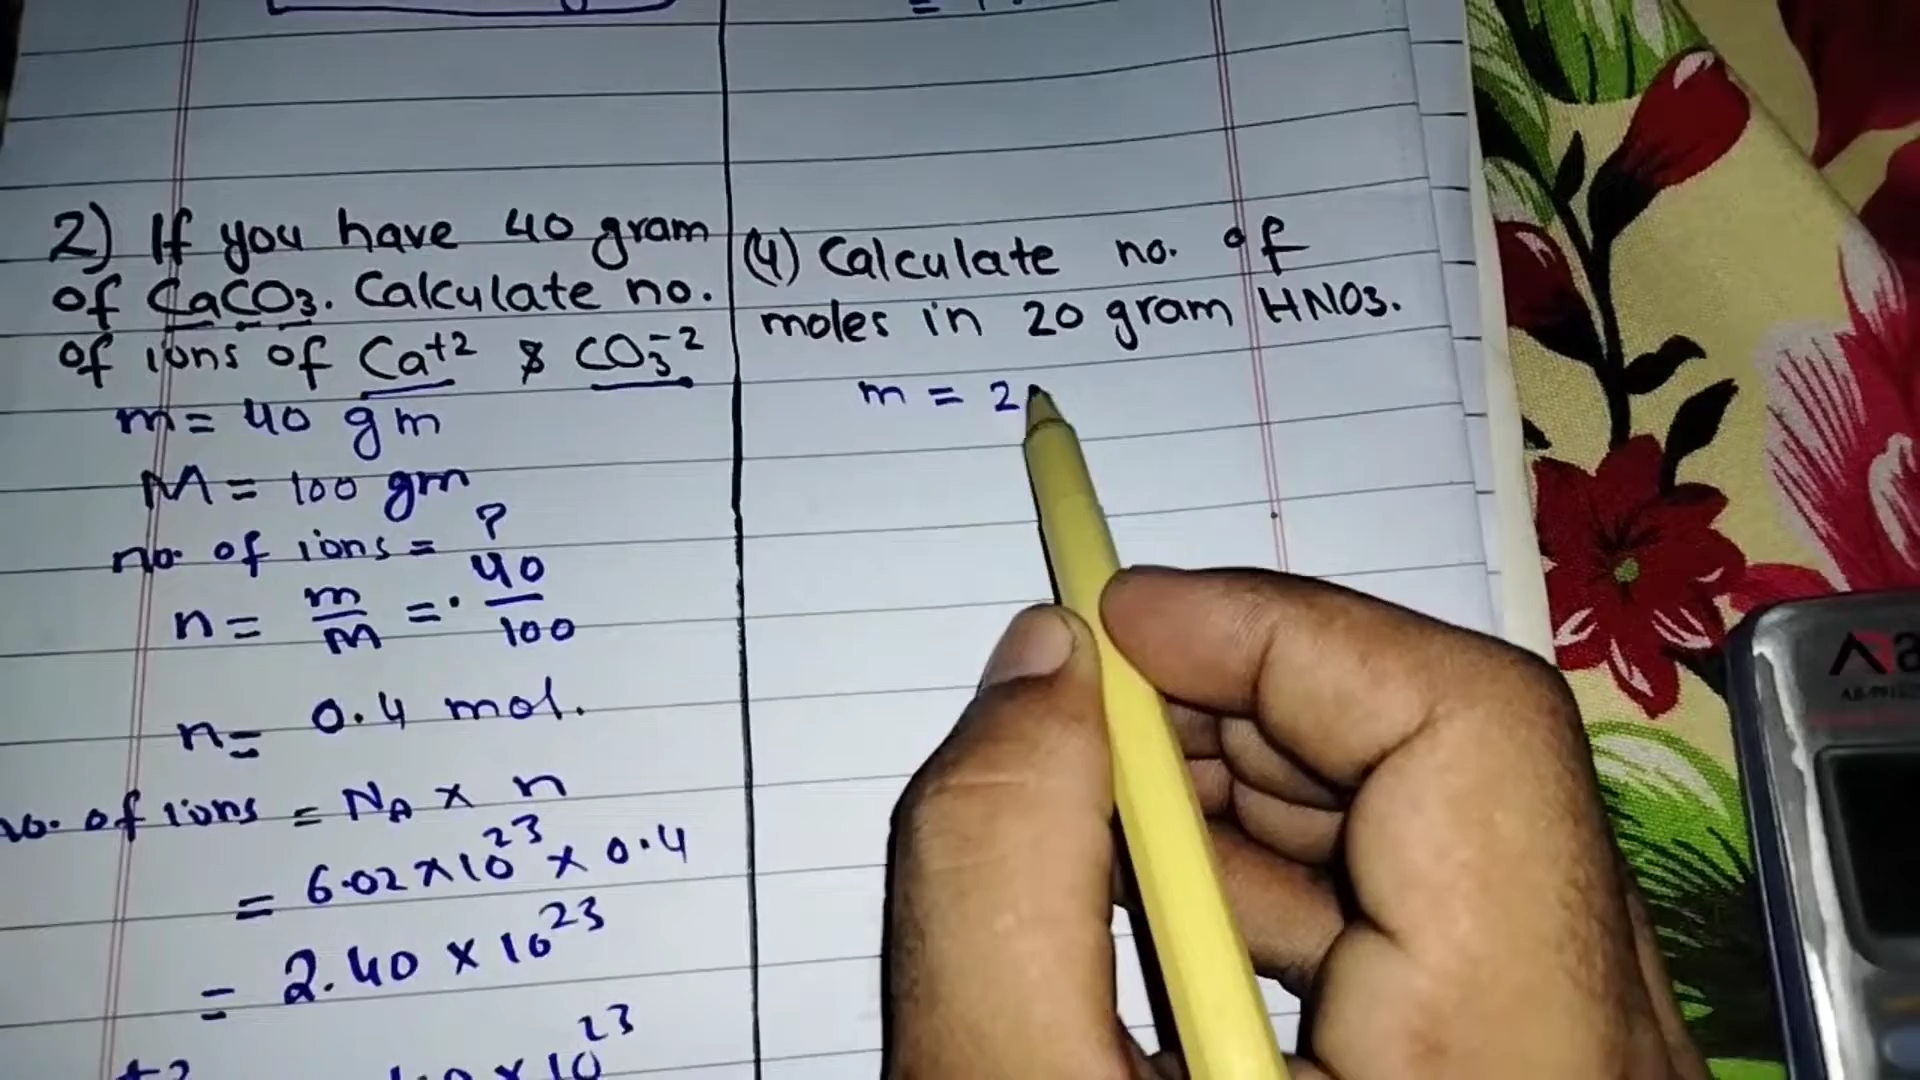 2) If you have 40 gram
of CaCO3. Calculate no.
of ions of Ca+2 & CO3-2
m = 40 gm
M = 100 gm
no. of ions = ?
n = m/M = 40/100
n = 0.4 mol.
no. of ions = NA x n
= 6.02 x 10^23 x 0.4
= 2.40 x 10^23
x 10^23
(4) Calculate no. of
moles in 20 gram HNO3.
m = 2